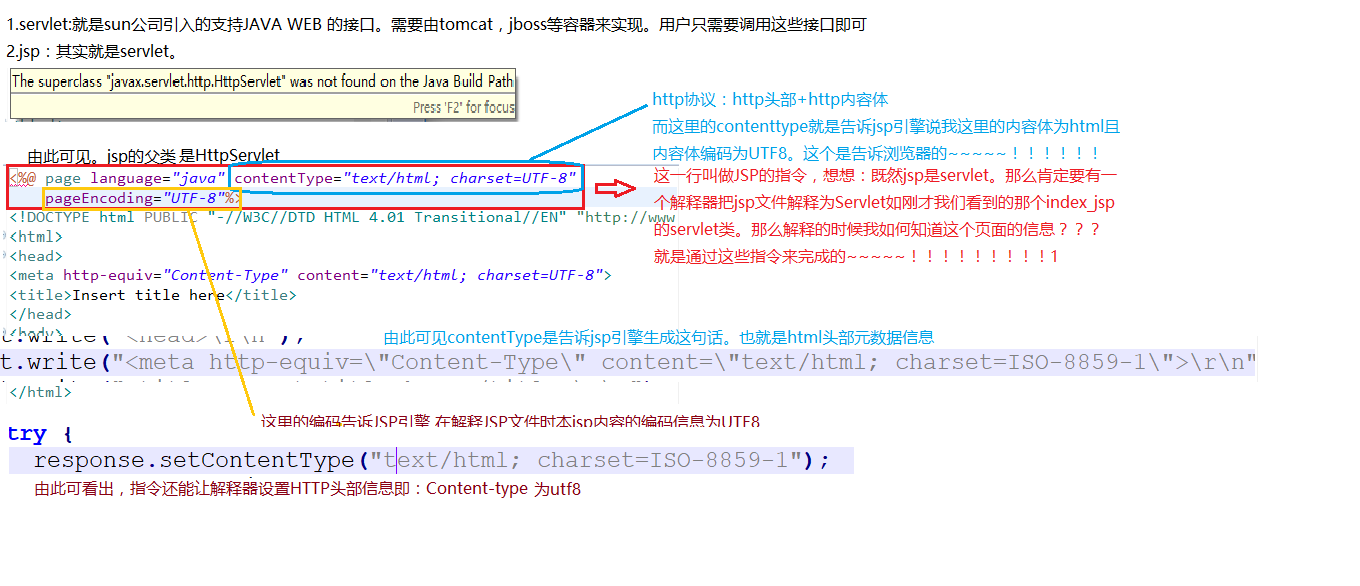 1.servlet:就是sun公司引入的支持JAVA WEB 的接口。需要由tomcat，jboss等容器来实现。用户只需要调用这些接口即可
2.jsp：其实就是servlet。
The superclass "javax.servlet.http.HttpServlet" was not found on the Java Build Path
Press 'F2' for focus
http协议：http头部+http内容体
而这里的contenttype就是告诉jsp引擎说我这里的内容体为html且
内容体编码为UTF8。这个是告诉浏览器的~~~~~！！！！！！
由此可见。jsp的父类是HttpServlet
<%@ page language="java" contentType="text/html; charset=UTF-8"
pageEncoding="UTF-8"%>
这一行叫做JSP的指令，想想：既然jsp是servlet。那么肯定要有一
个解释器把jsp文件解释为Servlet如刚才我们看到的那个index_jsp
的servlet类。那么解释的时候我如何知道这个页面的信息？？？
就是通过这些指令来完成的~~~~~！！！！！！！！！1
<!DOCTYPE html PUBLIC "-//W3C//DTD HTML 4.01 Transitional//EN" "http://www
<html>
<head>
<meta http-equiv="Content-Type" content="text/html; charset=UTF-8">
<title>Insert title here</title>
</head>
<body>
t.write("<head>\r\n");
由此可见contentType是告诉jsp引擎生成这句话。也就是html头部元数据信息
t.write("<meta http-equiv=\"Content-Type\" content=\"text/html; charset=ISO-8859-1\">\r\n"
</html>
这里的编码告诉JSP引擎 在解释JSP文件时本jsp内容的编码信息为UTF8
try {
response.setContentType("text/html; charset=ISO-8859-1");
由此可看出，指令还能让解释器设置HTTP头部信息即：Content-type 为utf8